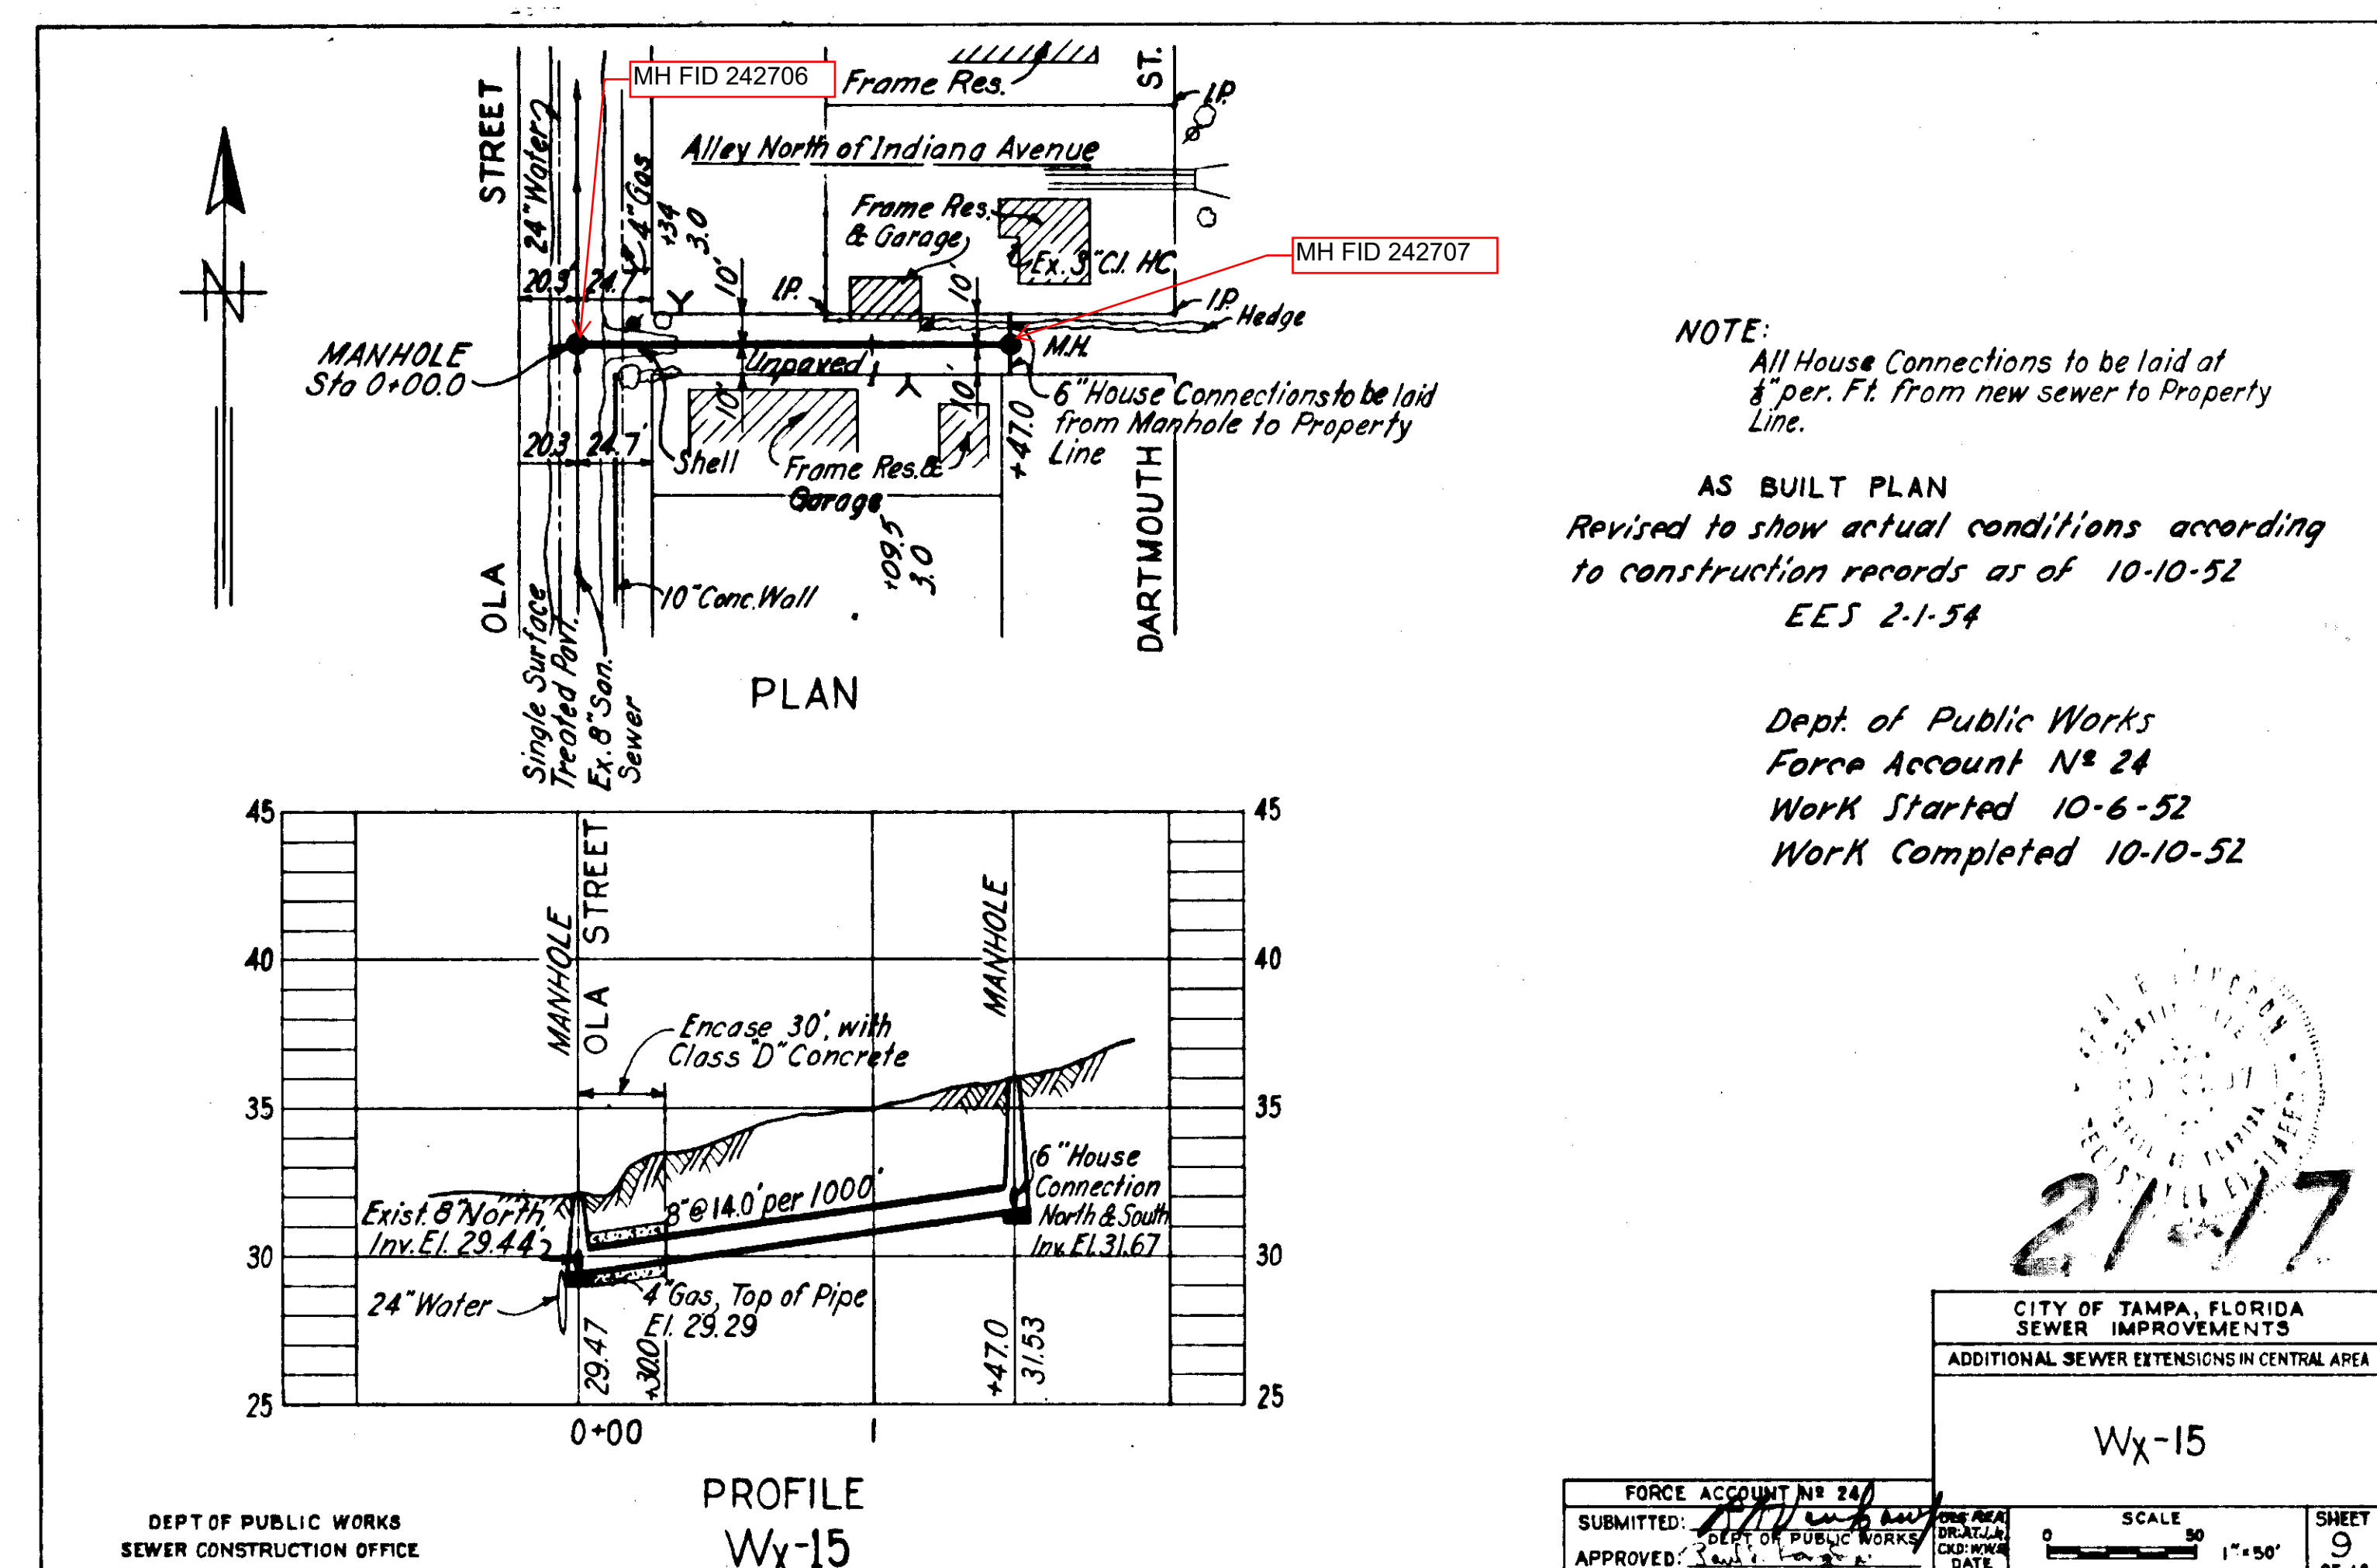 MH FID 242706
Frame Res.
STREET
24" Water
4" Gas
ST.
I.P.
Alley North of Indiana Avenue
+34
3.0
Frame Res.
& Garage
Ex. 3" C.I. HC
MH FID 242707
20.3'
24.7'
10'
10'
I.P.
I.P.
Hedge
N
MANHOLE
Sta 0+00.0
Unpaved
M.H.
10'
10'
6" House Connections to be laid
from Manhole to Property
Line
+47.0
20.3
24.7'
Shell
Frame Res. &
Garage
+09.5
3.0
OLA
10" Conc. Wall
DARTMOUTH
Single Surface
Treated Pavt.
Ex. 8" San.
Sewer
PLAN
NOTE:
All House Connections to be laid at
⅛" per. Ft. from new sewer to Property
Line.
AS BUILT PLAN
Revised to show actual conditions according
to construction records as of 10-10-52
EES 2-1-54
Dept. of Public Works
Force Account Nº 24
Work Started 10-6-52
Work Completed 10-10-52
45
45
40
40
35
35
30
30
25
25
MANHOLE
OLA STREET
MANHOLE
Encase 30', with
Class "D" Concrete
8" @ 14.0' per 1000'
Exist. 8" North
Inv. El. 29.44
24" Water
4" Gas, Top of Pipe
El. 29.29
6" House
Connection
North & South
Inv. El. 31.67
29.47
+30.0
+47.0
31.53
0+00
1
PROFILE
Wx-15
DEPT OF PUBLIC WORKS
SEWER CONSTRUCTION OFFICE
21-17
CITY OF TAMPA, FLORIDA
SEWER IMPROVEMENTS
ADDITIONAL SEWER EXTENSIONS IN CENTRAL AREA
Wx-15
FORCE ACCOUNT Nº 24
SUBMITTED:
DEPT OF PUBLIC WORKS
APPROVED:
CKD: WWS
DATE
SCALE
0 50
1"=50'
SHEET
9